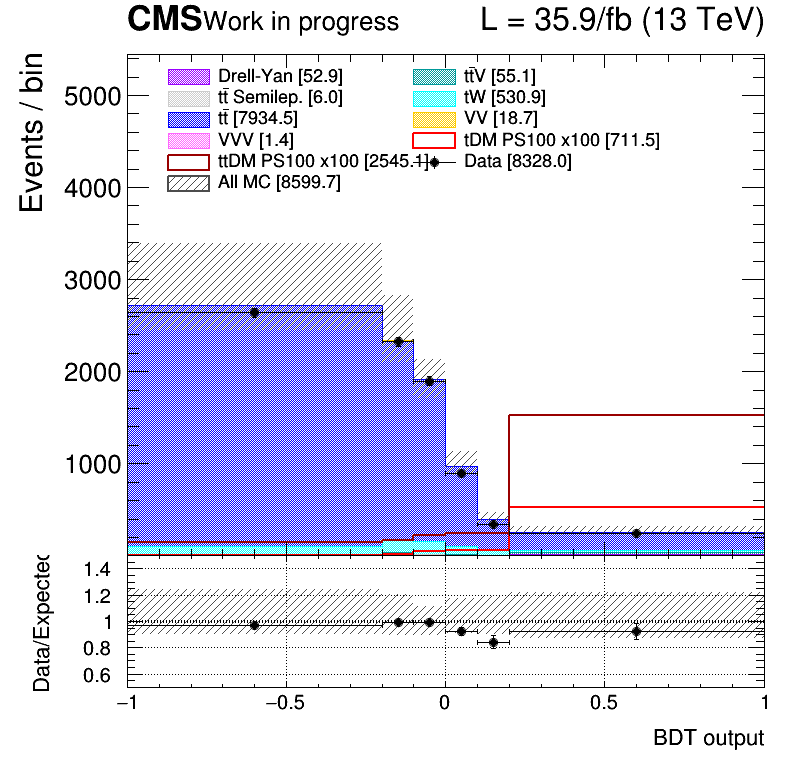 CMS Work in progress L = 35.9/fb (13 TeV)
Events / bin
Drell-Yan [52.9] tt̄V [55.1]
tt̄ Semilep. [6.0] tW [530.9]
tt̄ [7934.5] VV [18.7]
VVV [1.4] tDM PS100 x100 [711.5]
ttDM PS100 x100 [2545.1] Data [8328.0]
All MC [8599.7]
5000
4000
3000
2000
1000
Data/Expected
1.4
1.2
1
0.8
0.6
−1 −0.5 0 0.5 1
BDT output